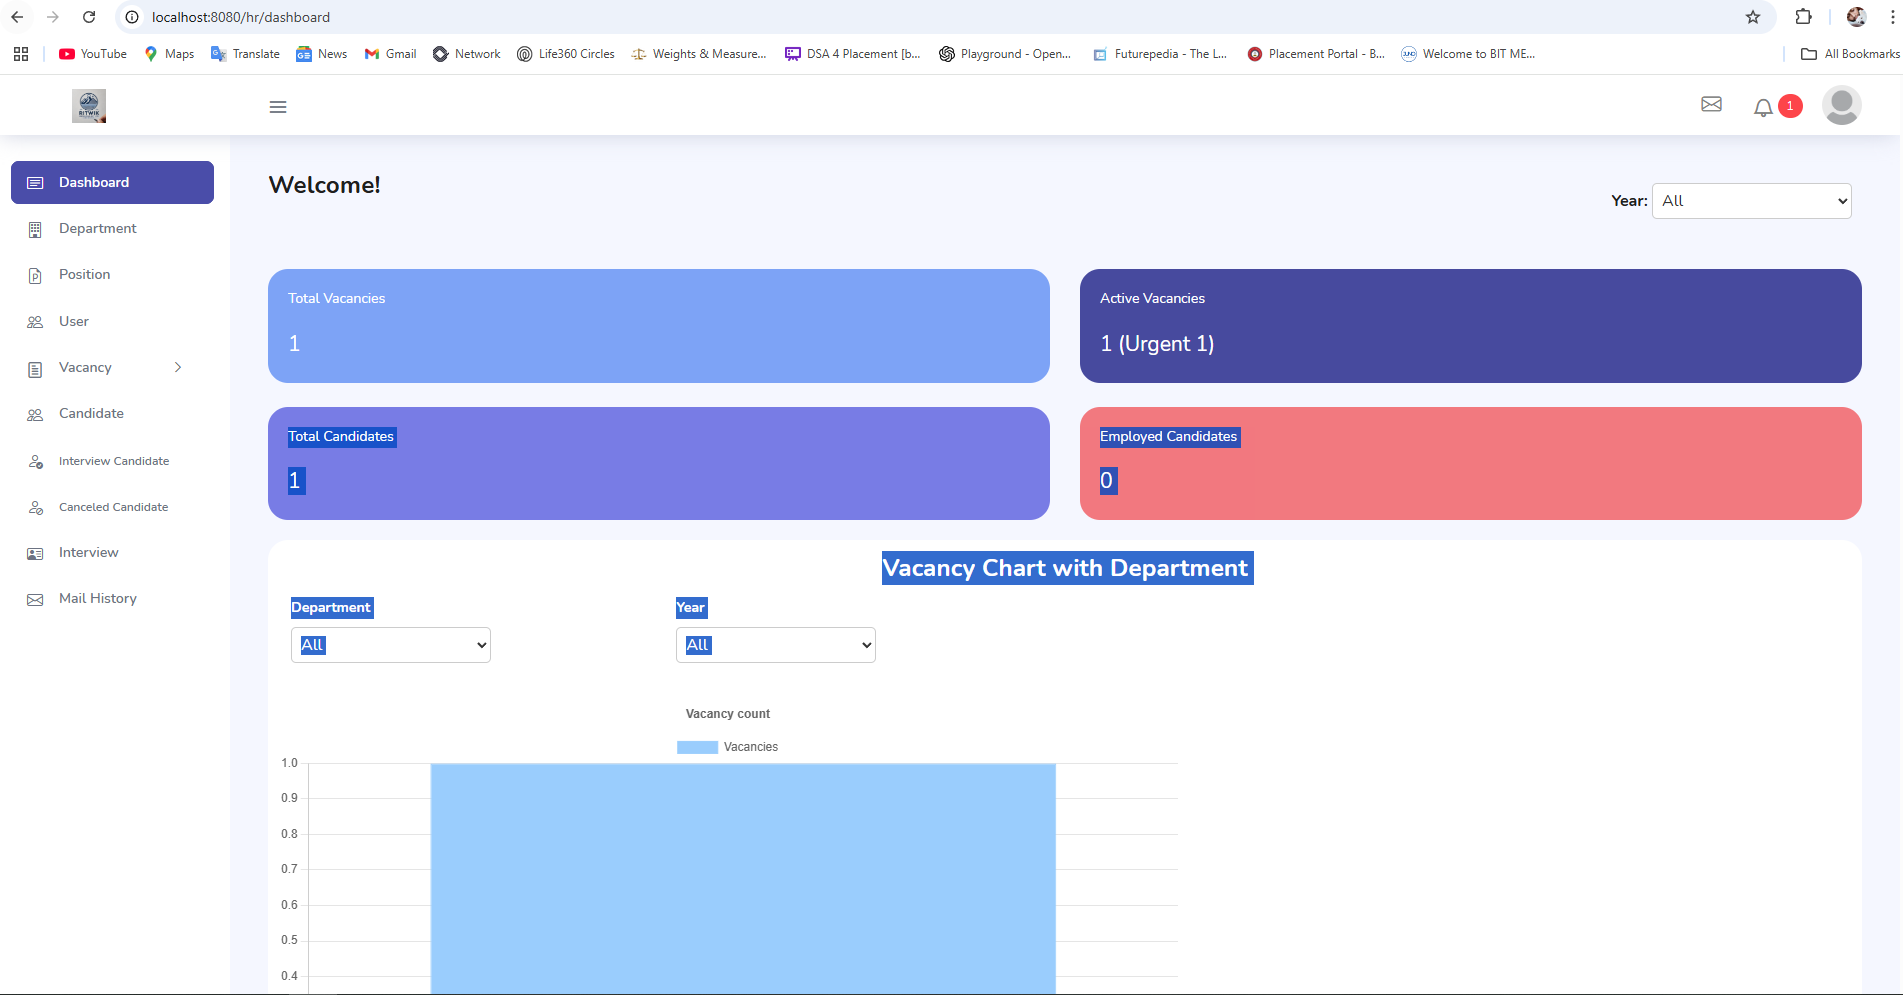 localhost:8080/hr/dashboard
YouTube
Maps
Translate
News
Gmail
Network
Life360 Circles
Weights & Measure...
DSA 4 Placement [b...
Playground - Open...
Futurepedia - The L...
Placement Portal - B...
Welcome to BIT ME...
All Bookmarks
RITWIK
1
Dashboard
Department
Position
User
Vacancy
Candidate
Interview Candidate
Canceled Candidate
Interview
Mail History
Welcome!
Year: All
Total Vacancies
1
Active Vacancies
1 (Urgent 1)
Total Candidates
1
Employed Candidates
0
Vacancy Chart with Department
Department
All
Year
All
Vacancy count
Vacancies
1.0
0.9
0.8
0.7
0.6
0.5
0.4